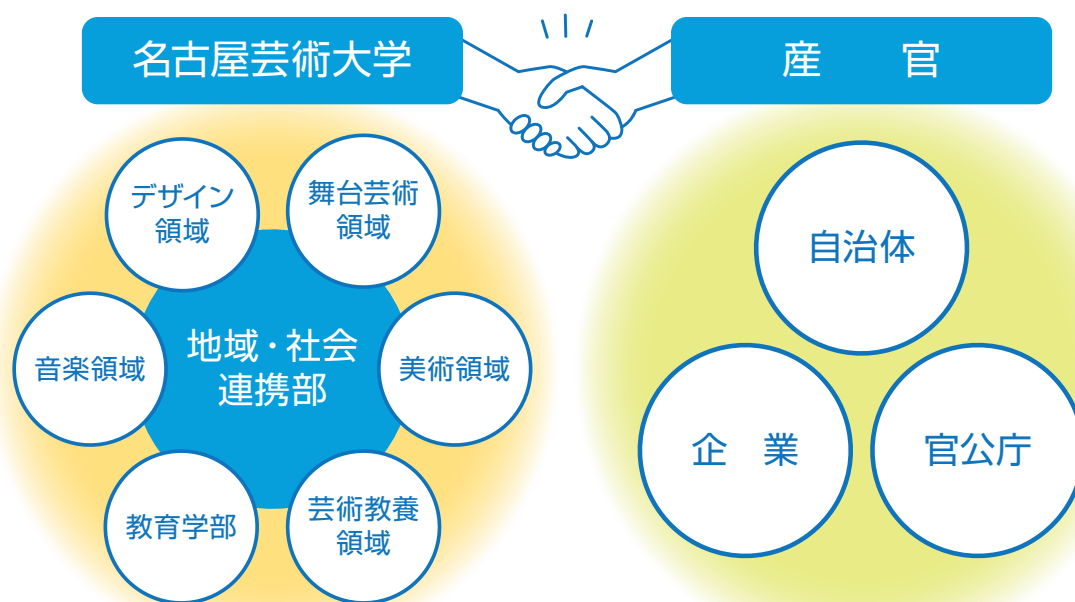 名古屋芸術大学
産　官
デザイン
領域
舞台芸術
領域
音楽領域
地域・社会
連携部
美術領域
教育学部
芸術教養
領域
自治体
企　業
官公庁